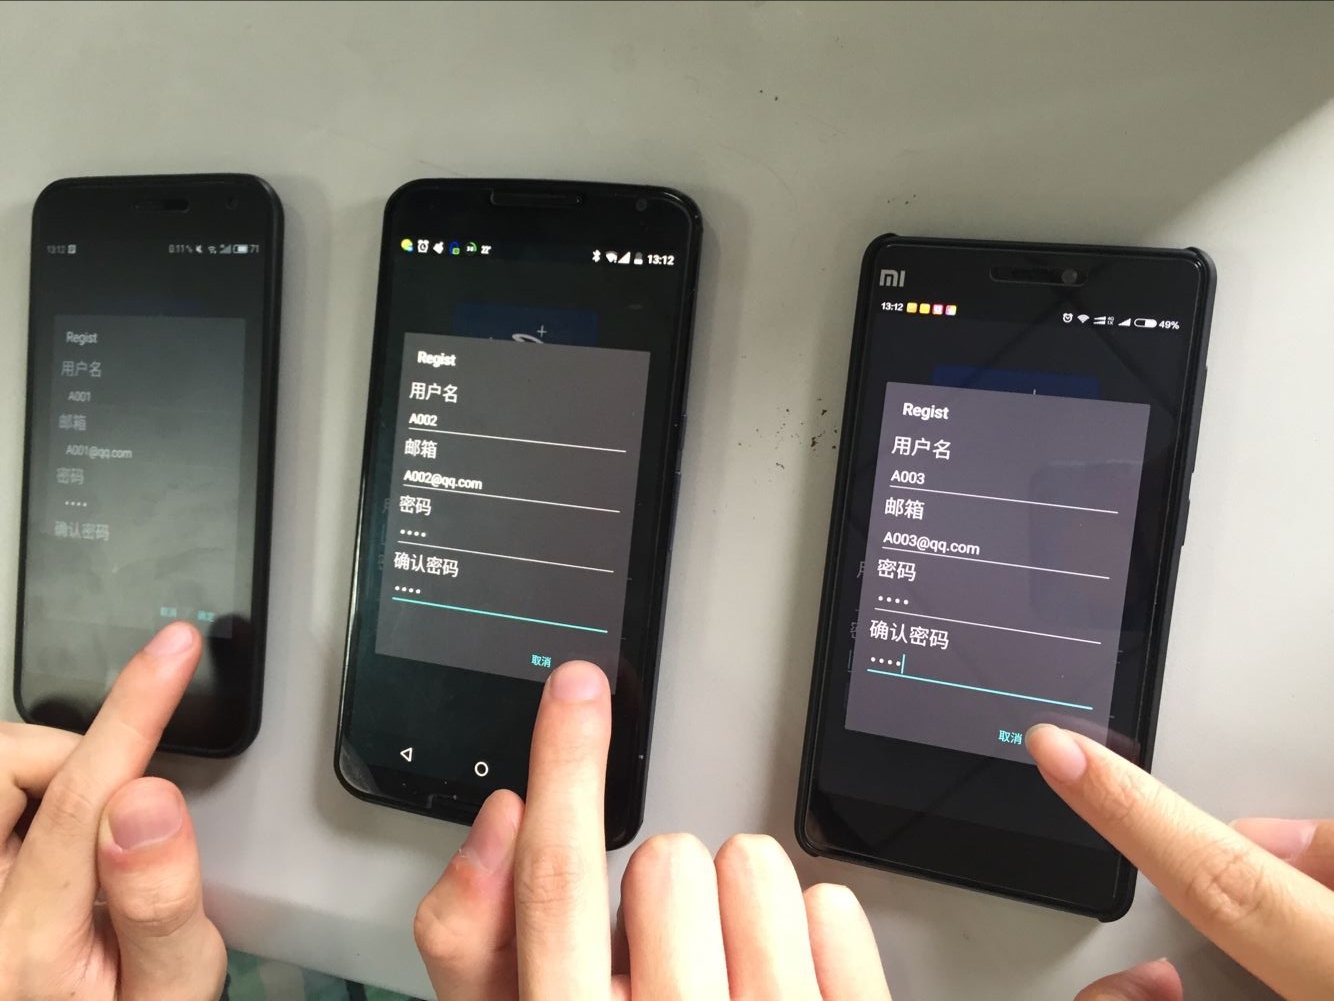 13:12
0.11%
71
Regist
用户名
A001
邮箱
A001@qq.com
密码
••••
确认密码
取消
确定
13:12
Regist
用户名
A002
邮箱
A002@qq.com
密码
••••
确认密码
••••
取消
MI
13:12
49%
Regist
用户名
A003
邮箱
A003@qq.com
密码
••••
确认密码
••••
取消